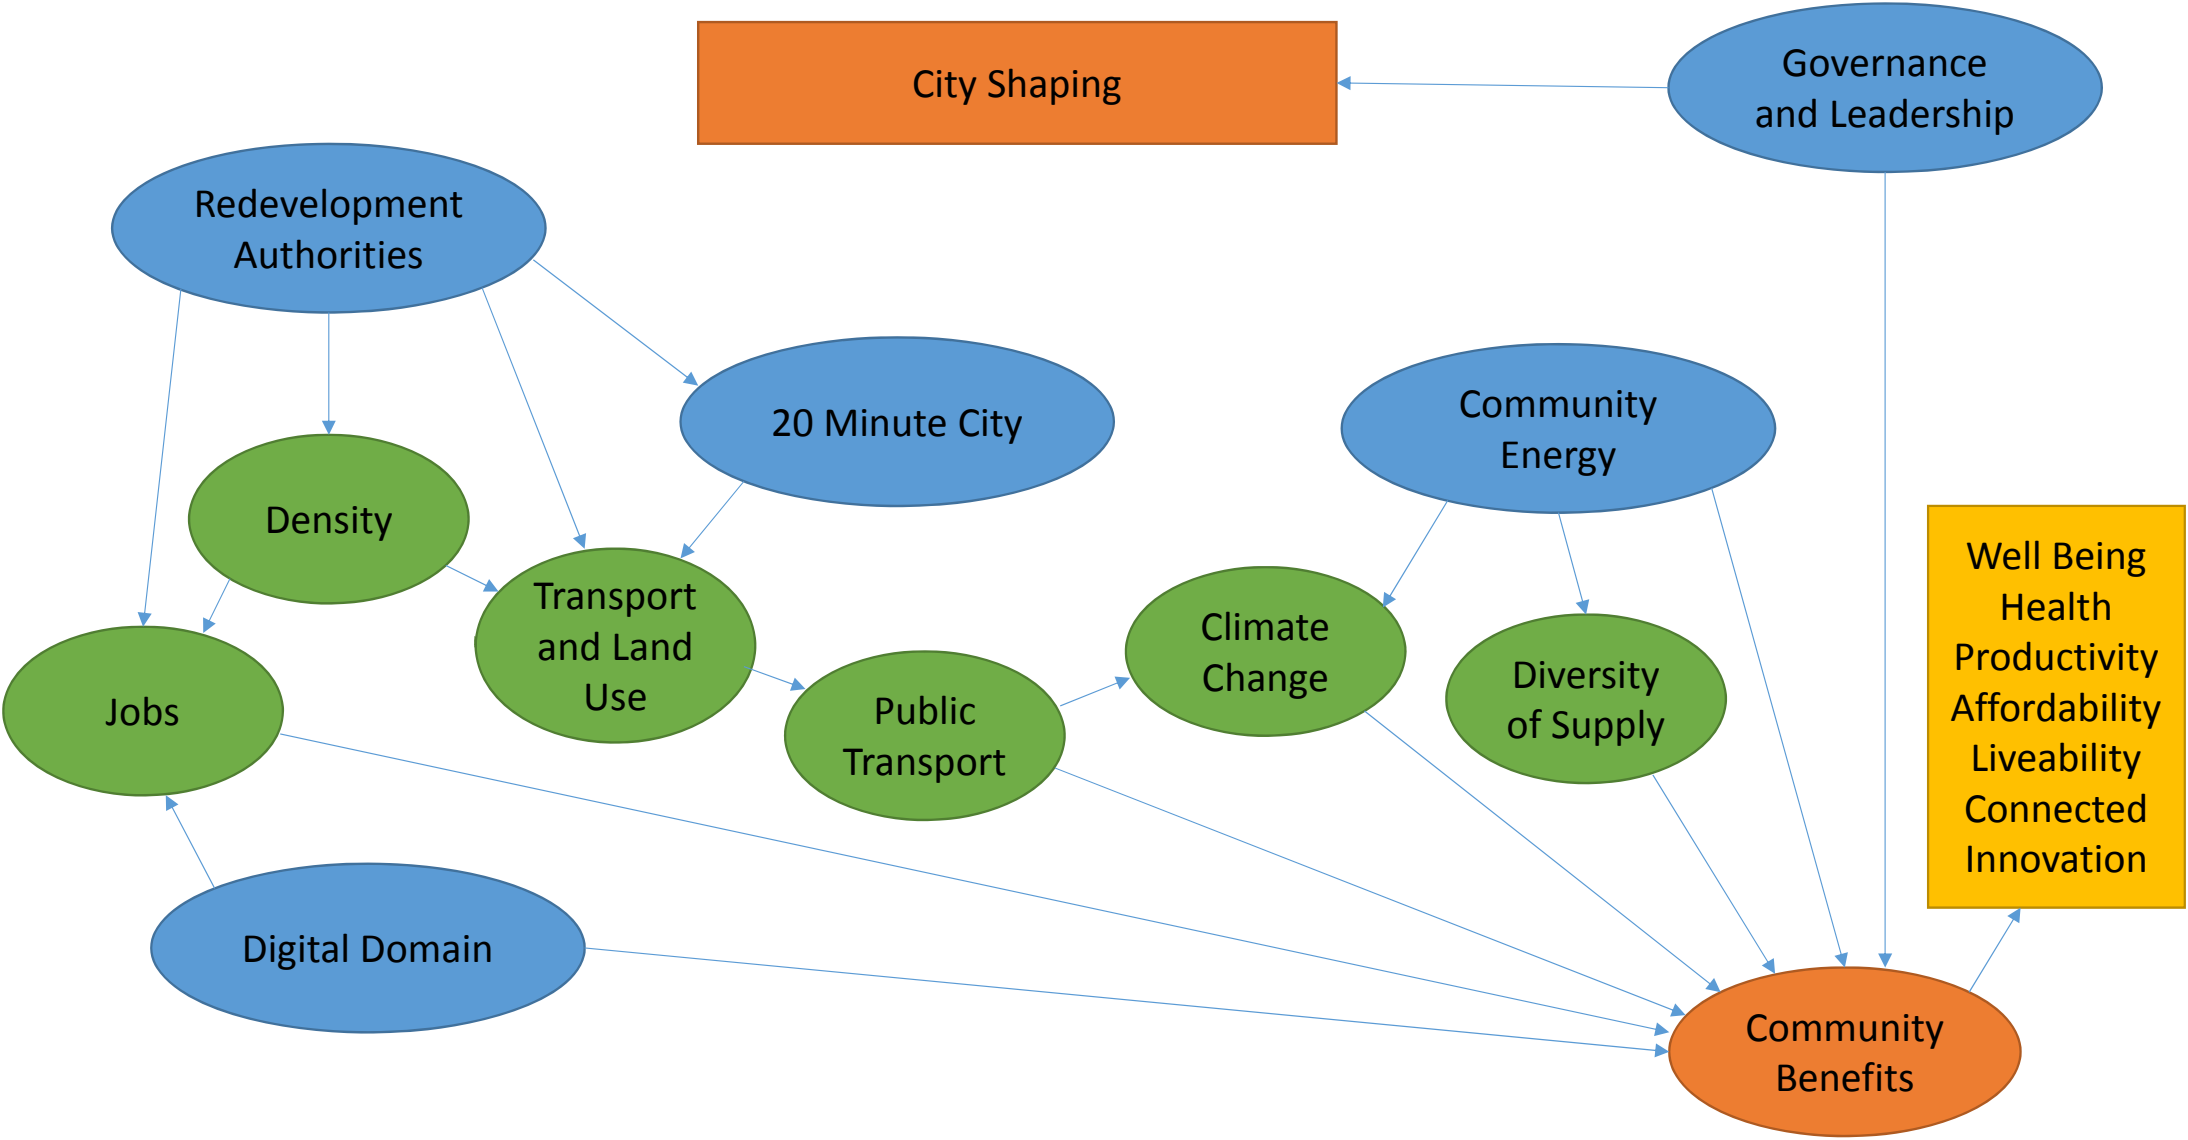 City Shaping
Governance
and Leadership
Redevelopment
Authorities
20 Minute City
Community
Energy
Density
Transport
and Land
Use
Climate
Change
Diversity
of Supply
Well Being
Health
Productivity
Affordability
Liveability
Connected
Innovation
Jobs
Public
Transport
Digital Domain
Community
Benefits